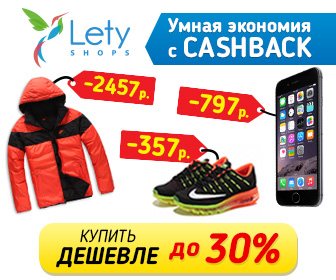 Lety
SHOPS
Умная экономия
с CASHBACK
-2457р.
-797р.
-357р.
КУПИТЬ
ДЕШЕВЛЕ до 30%